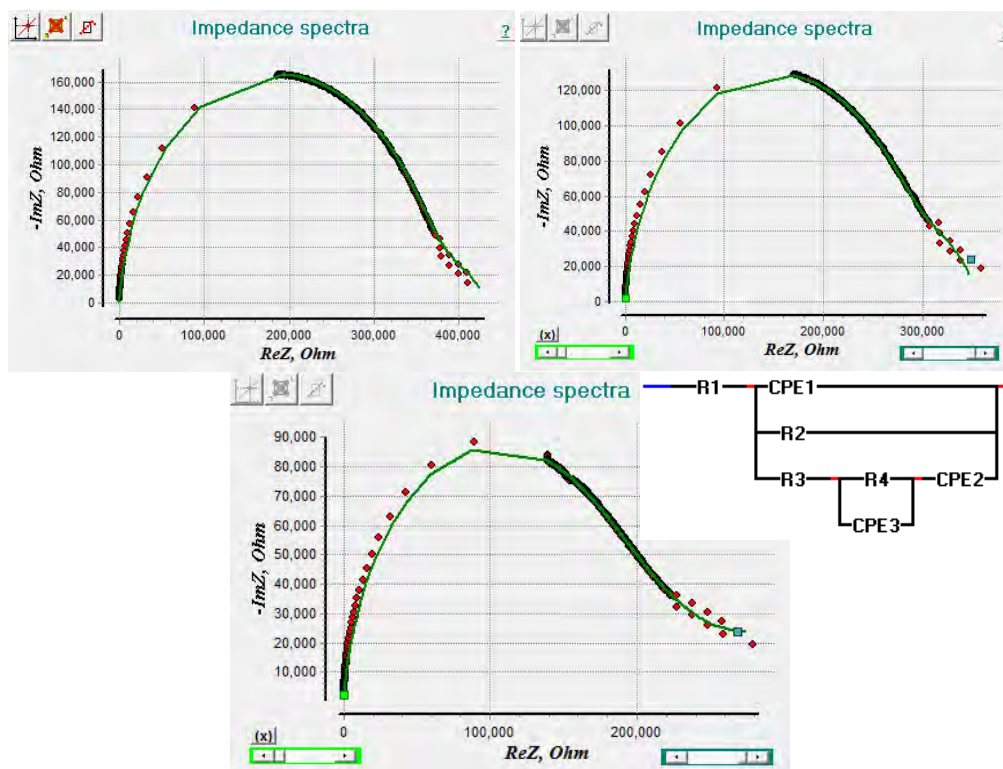 Impedance spectra
?
160,000
140,000
120,000
100,000
80,000
60,000
40,000
20,000
0
-ImZ, Ohm
0
100,000
200,000
300,000
400,000
ReZ, Ohm
Impedance spectra
120,000
100,000
80,000
60,000
40,000
20,000
0
-ImZ, Ohm
0
100,000
200,000
300,000
(x)
ReZ, Ohm
Impedance spectra
90,000
80,000
70,000
60,000
50,000
40,000
30,000
20,000
10,000
-ImZ, Ohm
0
100,000
200,000
(x)
ReZ, Ohm
R1
CPE1
R2
R3
R4
CPE2
CPE3